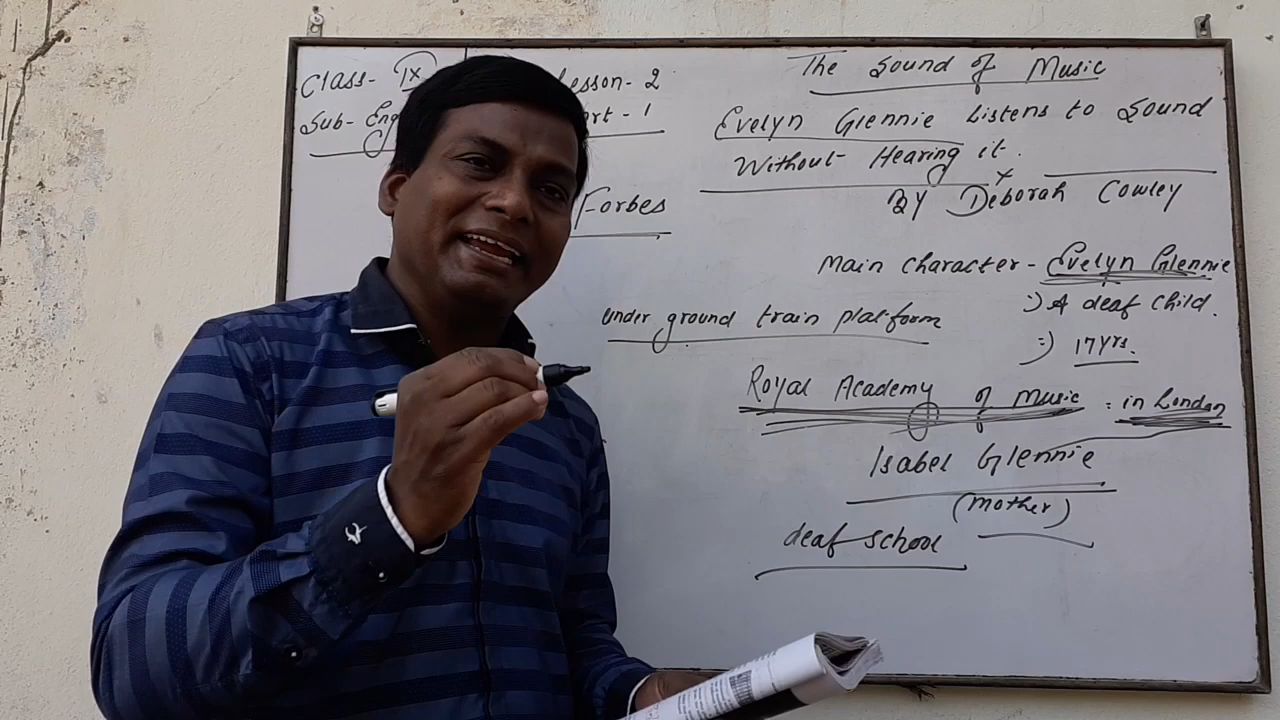 Class- IX
esson- 2
Sub- Eng
rt - 1
Forbes
The Sound of Music
Evelyn Glennie Listens to Sound
Without Hearing it.
BY Deborah Cowley
Main character - Evelyn Glennie
:) A deaf child.
under ground train platform
:) 17 yrs.
Royal Academy of Music : in London
Isabel Glennie
(Mother)
deaf school